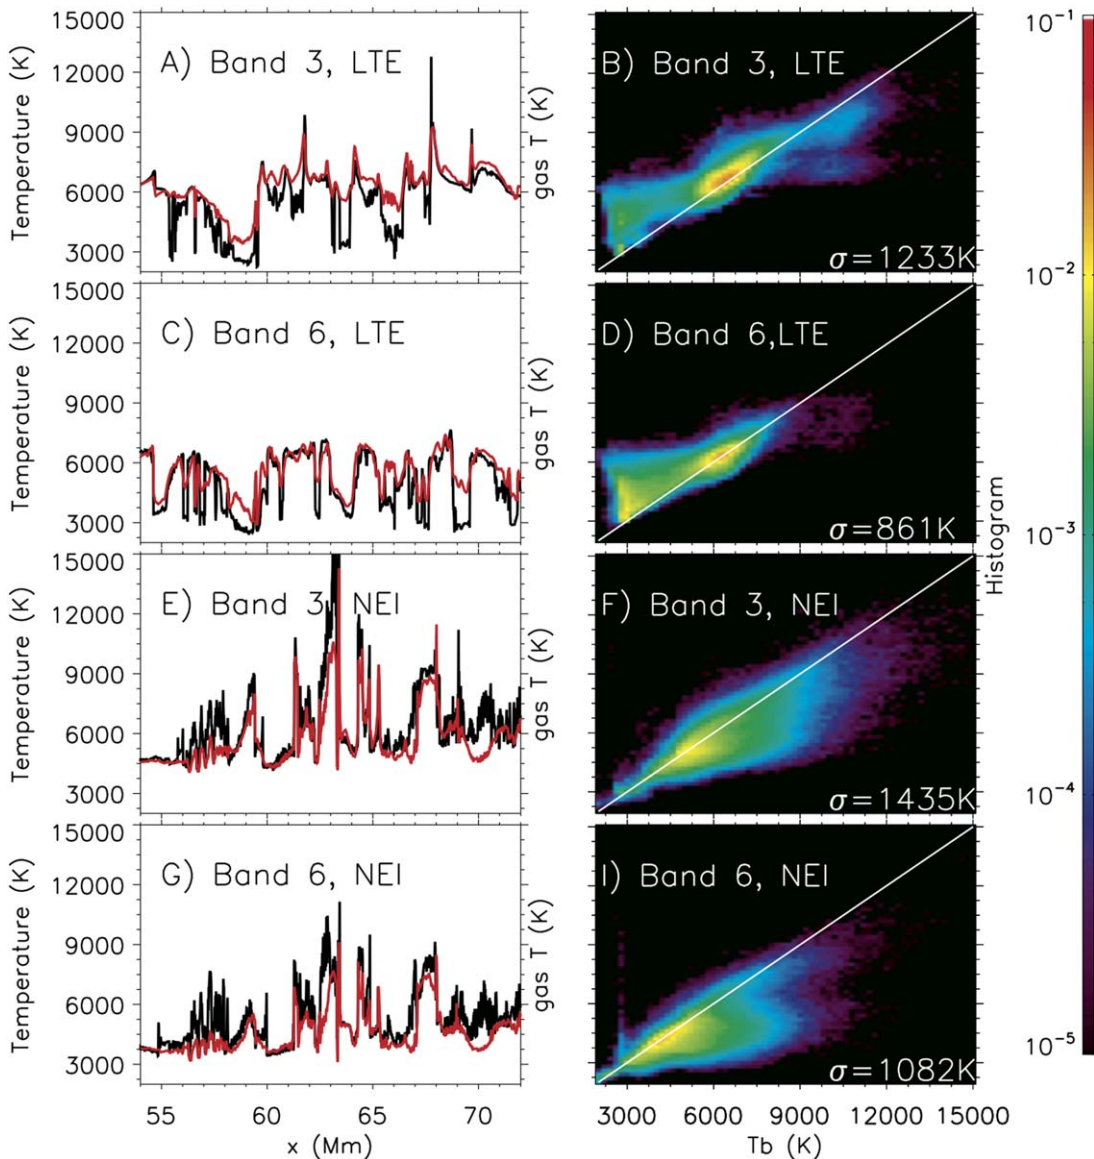 15000
12000
9000
6000
3000
Temperature (K)
A) Band 3, LTE
gas T (K)
B) Band 3, LTE
σ=1233K
15000
12000
9000
6000
3000
Temperature (K)
C) Band 6, LTE
gas T (K)
D) Band 6,LTE
σ=861K
15000
12000
9000
6000
3000
Temperature (K)
E) Band 3, NEI
gas T (K)
F) Band 3, NEI
σ=1435K
15000
12000
9000
6000
3000
Temperature (K)
G) Band 6, NEI
gas T (K)
I) Band 6, NEI
σ=1082K
55 60 65 70
x (Mm)
3000 6000 9000 12000 15000
Tb (K)
Histogram
10⁻¹
10⁻²
10⁻³
10⁻⁴
10⁻⁵